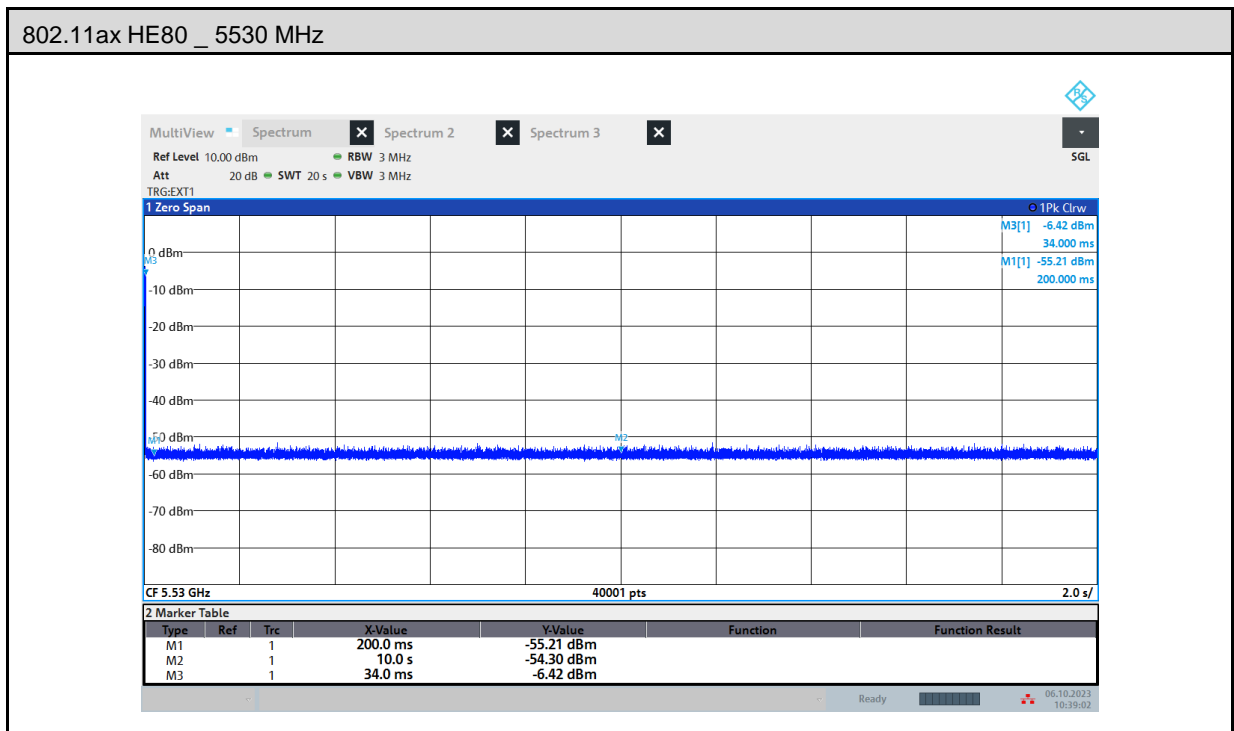 802.11ax HE80 _ 5530 MHz
R&S
MultiView Spectrum X Spectrum 2 X Spectrum 3 X
Ref Level 10.00 dBm RBW 3 MHz SGL
Att 20 dB SWT 20 s VBW 3 MHz
TRG:EXT1
1 Zero Span 1Pk Clrw
M3[1] -6.42 dBm
34.000 ms
M1[1] -55.21 dBm
200.000 ms
0 dBm
M3
-10 dBm
-20 dBm
-30 dBm
-40 dBm
-50 dBm
M1
M2
-60 dBm
-70 dBm
-80 dBm
CF 5.53 GHz 40001 pts 2.0 s/
2 Marker Table
Type Ref Trc X-Value Y-Value Function Function Result
M1 1 200.0 ms -55.21 dBm
M2 1 10.0 s -54.30 dBm
M3 1 34.0 ms -6.42 dBm
Ready 06.10.2023
10:39:02